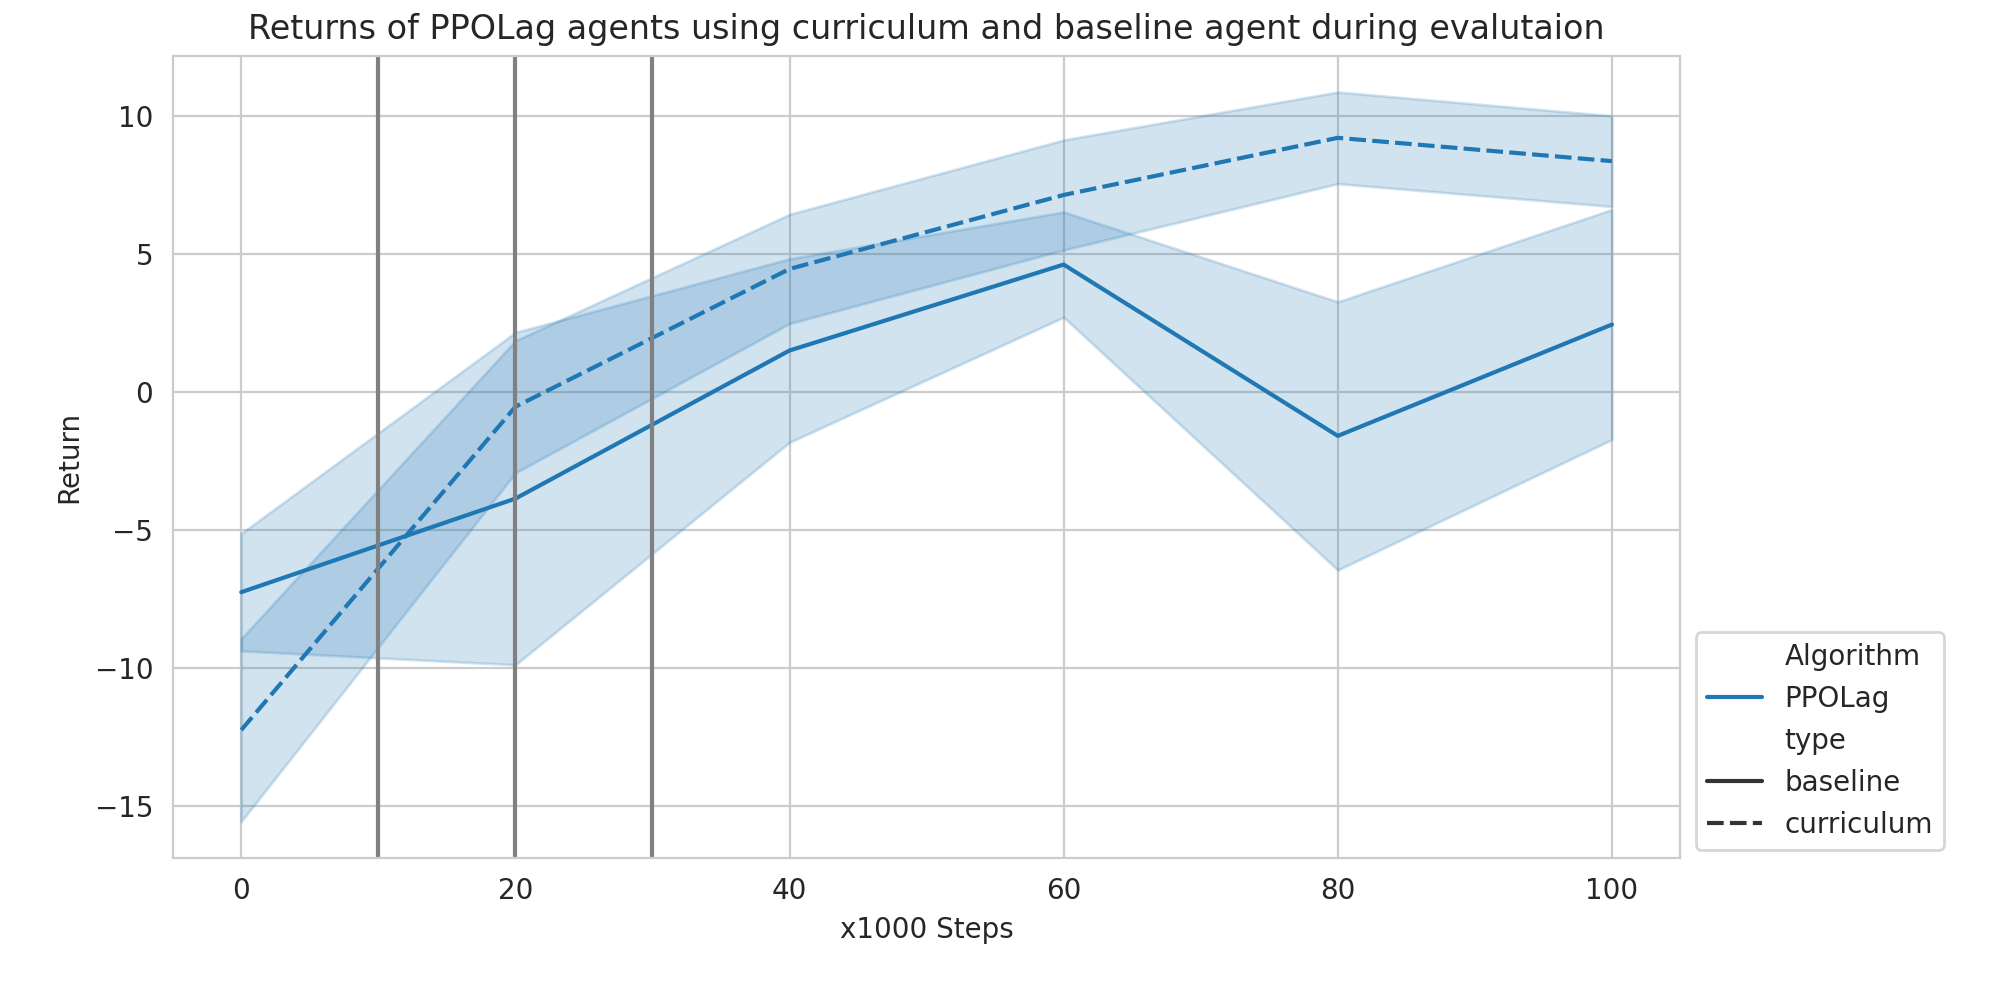 Returns of PPOLag agents using curriculum and baseline agent during evalutaion
10
5
0
−5
−10
−15
Return
0 20 40 60 80 100
x1000 Steps
Algorithm
PPOLag
type
baseline
curriculum